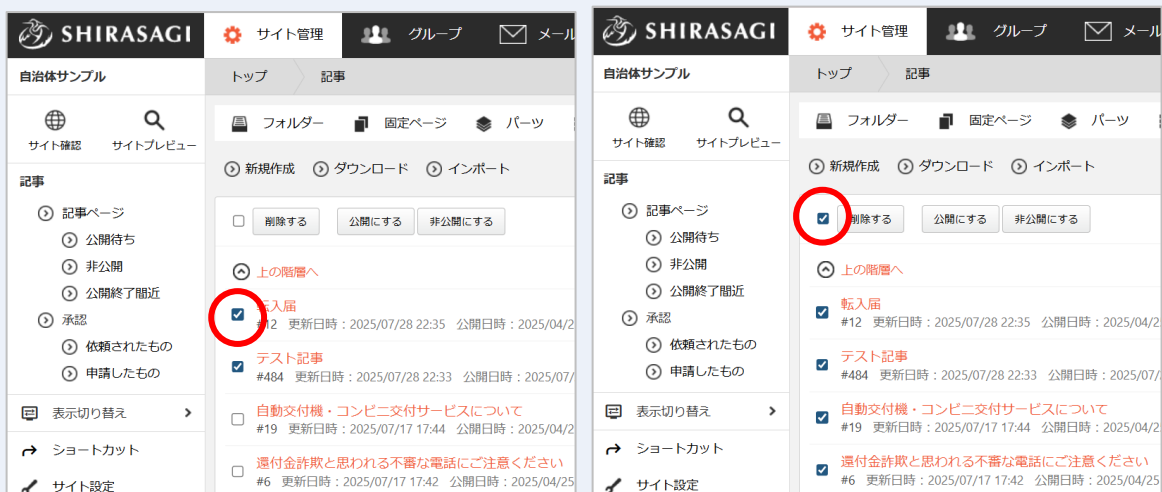 SHIRASAGI
サイト管理
グループ
メール
自治体サンプル
トップ
記事
サイト確認
サイトプレビュー
フォルダー
固定ページ
パーツ
新規作成
ダウンロード
インポート
記事
記事ページ
公開待ち
非公開
公開終了間近
承認
依頼されたもの
申請したもの
表示切り替え
ショートカット
サイト設定
削除する
公開にする
非公開にする
上の階層へ
転入届
#12 更新日時:2025/07/28 22:35 公開日時:2025/04/2
テスト記事
#484 更新日時:2025/07/28 22:33 公開日時:2025/07/
自動交付機・コンビニ交付サービスについて
#19 更新日時:2025/07/17 17:44 公開日時:2025/04/2
還付金詐欺と思われる不審な電話にご注意ください
#6 更新日時:2025/07/17 17:42 公開日時:2025/04/25
SHIRASAGI
サイト管理
グループ
メール
自治体サンプル
トップ
記事
サイト確認
サイトプレビュー
フォルダー
固定ページ
パーツ
新規作成
ダウンロード
インポート
記事
記事ページ
公開待ち
非公開
公開終了間近
承認
依頼されたもの
申請したもの
表示切り替え
ショートカット
サイト設定
削除する
公開にする
非公開にする
上の階層へ
転入届
#12 更新日時:2025/07/28 22:35 公開日時:2025/04/2
テスト記事
#484 更新日時:2025/07/28 22:33 公開日時:2025/07/
自動交付機・コンビニ交付サービスについて
#19 更新日時:2025/07/17 17:44 公開日時:2025/04/2
還付金詐欺と思われる不審な電話にご注意ください
#6 更新日時:2025/07/17 17:42 公開日時:2025/04/25